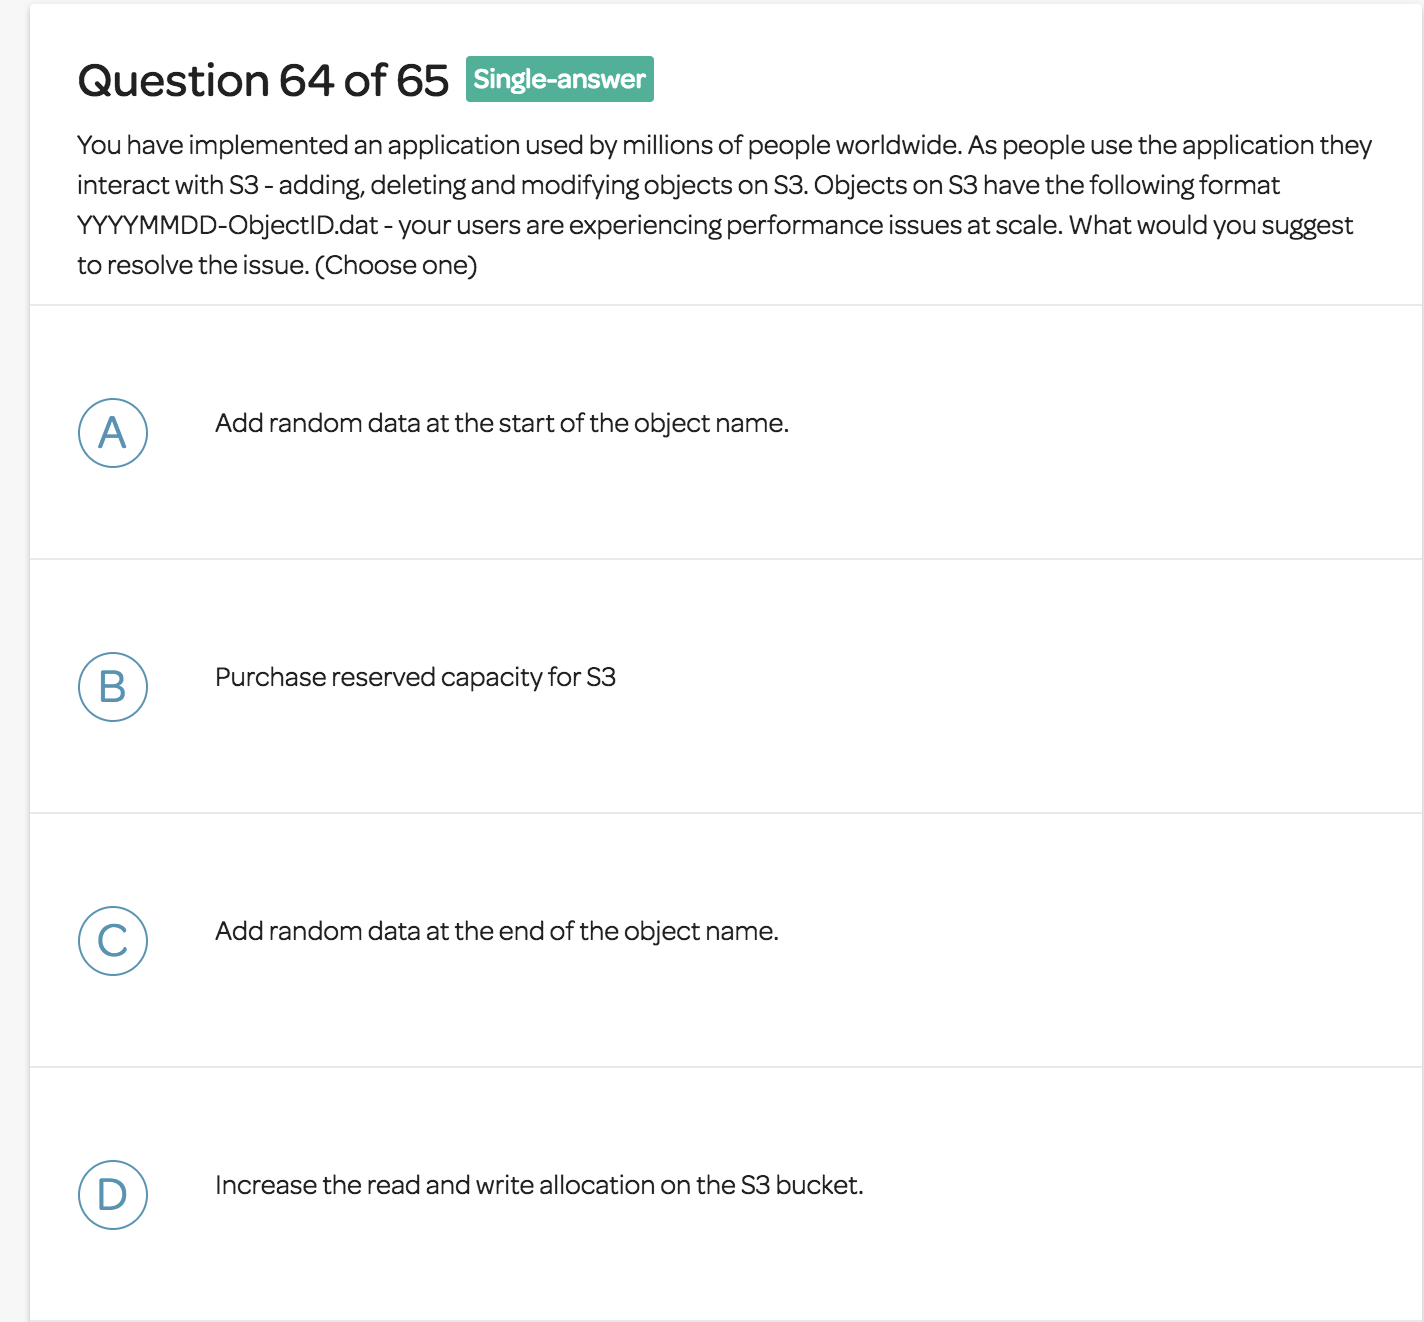 Question 64 of 65 Single-answer
You have implemented an application used by millions of people worldwide. As people use the application they
interact with S3 - adding, deleting and modifying objects on S3. Objects on S3 have the following format
YYYYMMDD-ObjectID.dat - your users are experiencing performance issues at scale. What would you suggest
to resolve the issue. (Choose one)
A Add random data at the start of the object name.
B Purchase reserved capacity for S3
C Add random data at the end of the object name.
D Increase the read and write allocation on the S3 bucket.